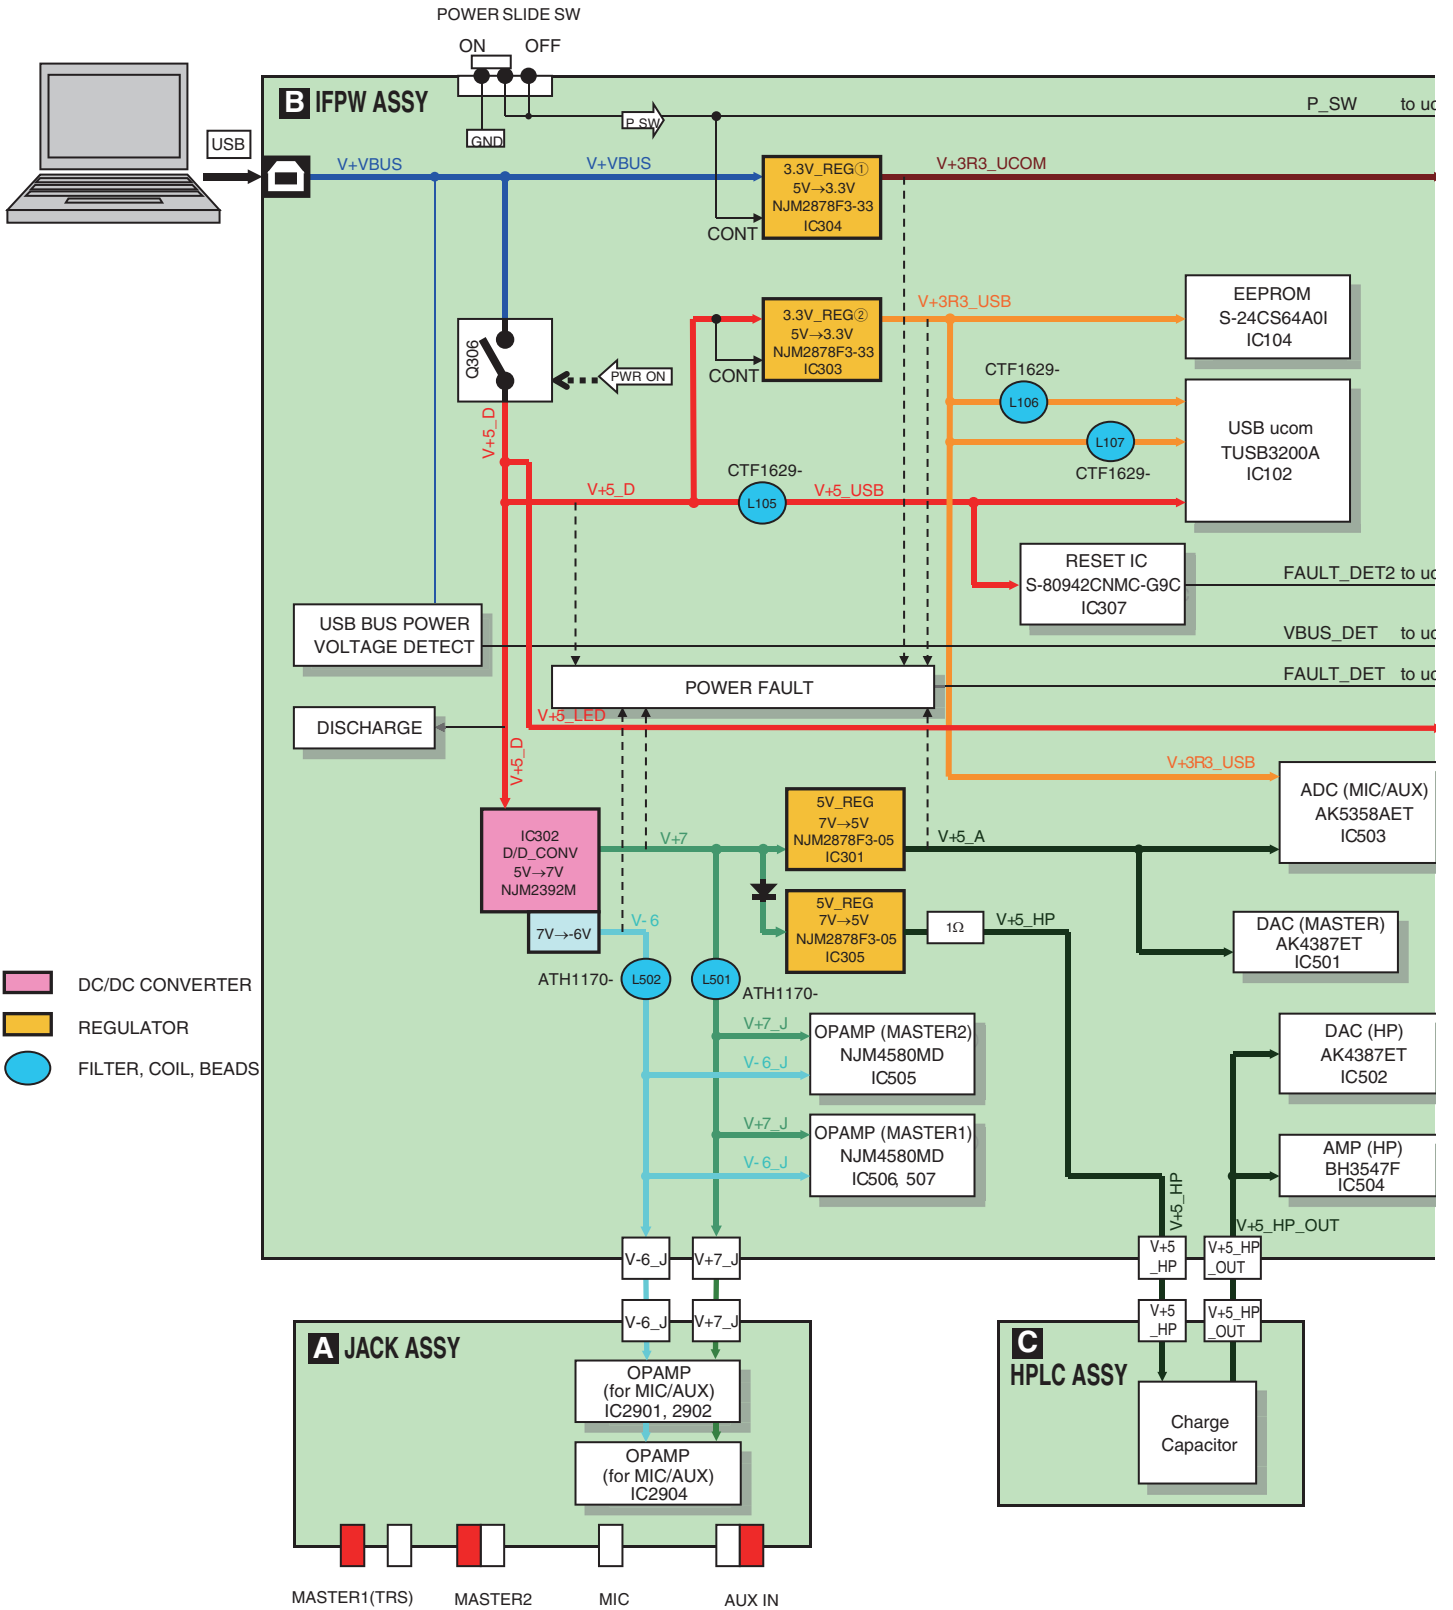 POWER SLIDE SW
ON
OFF
B IFPW ASSY
P_SW
to uc
P SW
GND
USB
V+VBUS
V+VBUS
3.3V_REG①
5V→3.3V
NJM2878F3-33
IC304
V+3R3_UCOM
CONT
Q306
PWR ON
3.3V_REG②
5V→3.3V
NJM2878F3-33
IC303
CONT
V+3R3_USB
EEPROM
S-24CS64A0I
IC104
CTF1629-
L106
L107
CTF1629-
USB ucom
TUSB3200A
IC102
V+5_D
V+5_D
CTF1629-
L105
V+5_USB
RESET IC
S-80942CNMC-G9C
IC307
FAULT_DET2 to uc
USB BUS POWER
VOLTAGE DETECT
VBUS_DET
to uc
POWER FAULT
FAULT_DET
to uc
DISCHARGE
V+5_LED
V+5_D
V+3R3_USB
ADC (MIC/AUX)
AK5358AET
IC503
IC302
D/D_CONV
5V→7V
NJM2392M
7V→-6V
V+7
V-6
5V_REG
7V→5V
NJM2878F3-05
IC301
V+5_A
5V_REG
7V→5V
NJM2878F3-05
IC305
1Ω
V+5_HP
DAC (MASTER)
AK4387ET
IC501
ATH1170-
L502
L501
ATH1170-
DC/DC CONVERTER
REGULATOR
FILTER, COIL, BEADS
V+7_J
V-6_J
OPAMP (MASTER2)
NJM4580MD
IC505
DAC (HP)
AK4387ET
IC502
V+7_J
V-6_J
OPAMP (MASTER1)
NJM4580MD
IC506, 507
AMP (HP)
BH3547F
IC504
V+5_HP
V+5_HP_OUT
V-6_J
V+7_J
V+5
_HP
V+5_HP
_OUT
V-6_J
V+7_J
V+5
_HP
V+5_HP
_OUT
A JACK ASSY
OPAMP
(for MIC/AUX)
IC2901, 2902
OPAMP
(for MIC/AUX)
IC2904
C
HPLC ASSY
Charge
Capacitor
MASTER1(TRS)
MASTER2
MIC
AUX IN